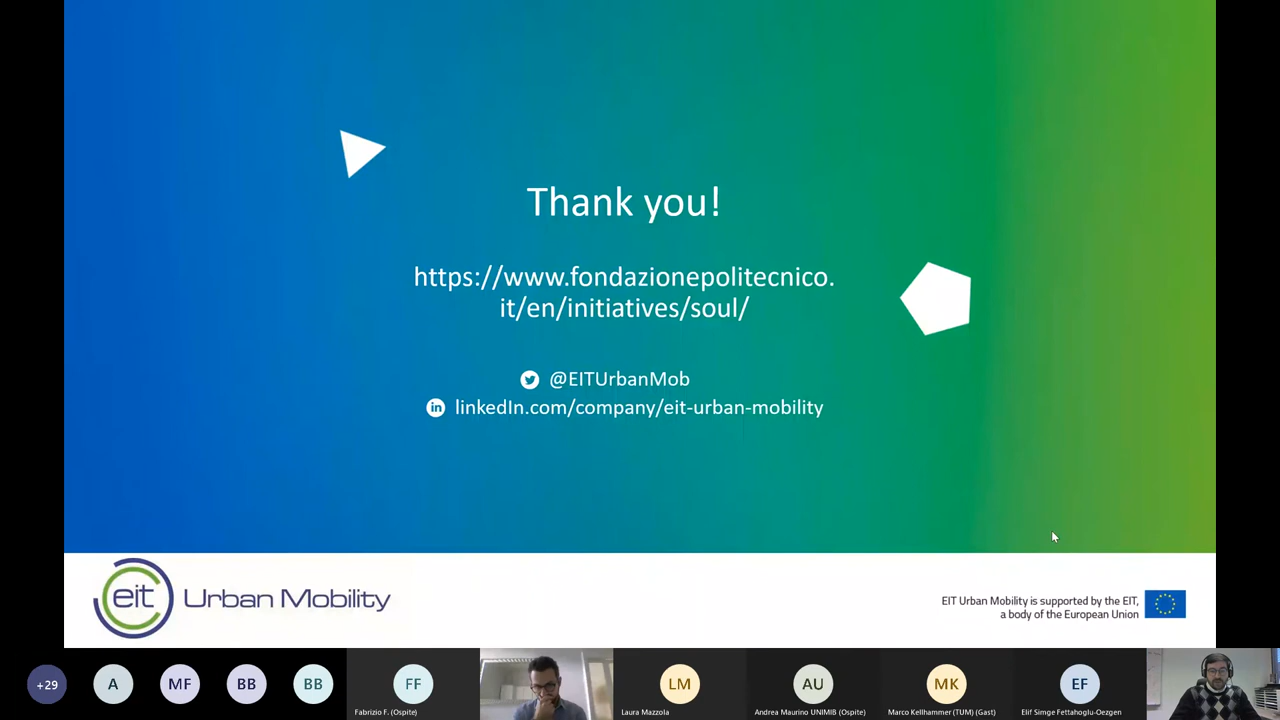 Thank you!
https://www.fondazionepolitecnico.
it/en/initiatives/soul/
@EITUrbanMob
in linkedIn.com/company/eit-urban-mobility
eit Urban Mobility
EIT Urban Mobility is supported by the EIT,
a body of the European Union
+29
A
MF
BB
BB
FF
Fabrizio F. (Ospite)
LM
Laura Mazzola
AU
Andrea Maurino UNIMIB (Ospite)
MK
Marco Kellhammer (TUM) (Gast)
EF
Elif Simge Fettahoglu-Oezgen